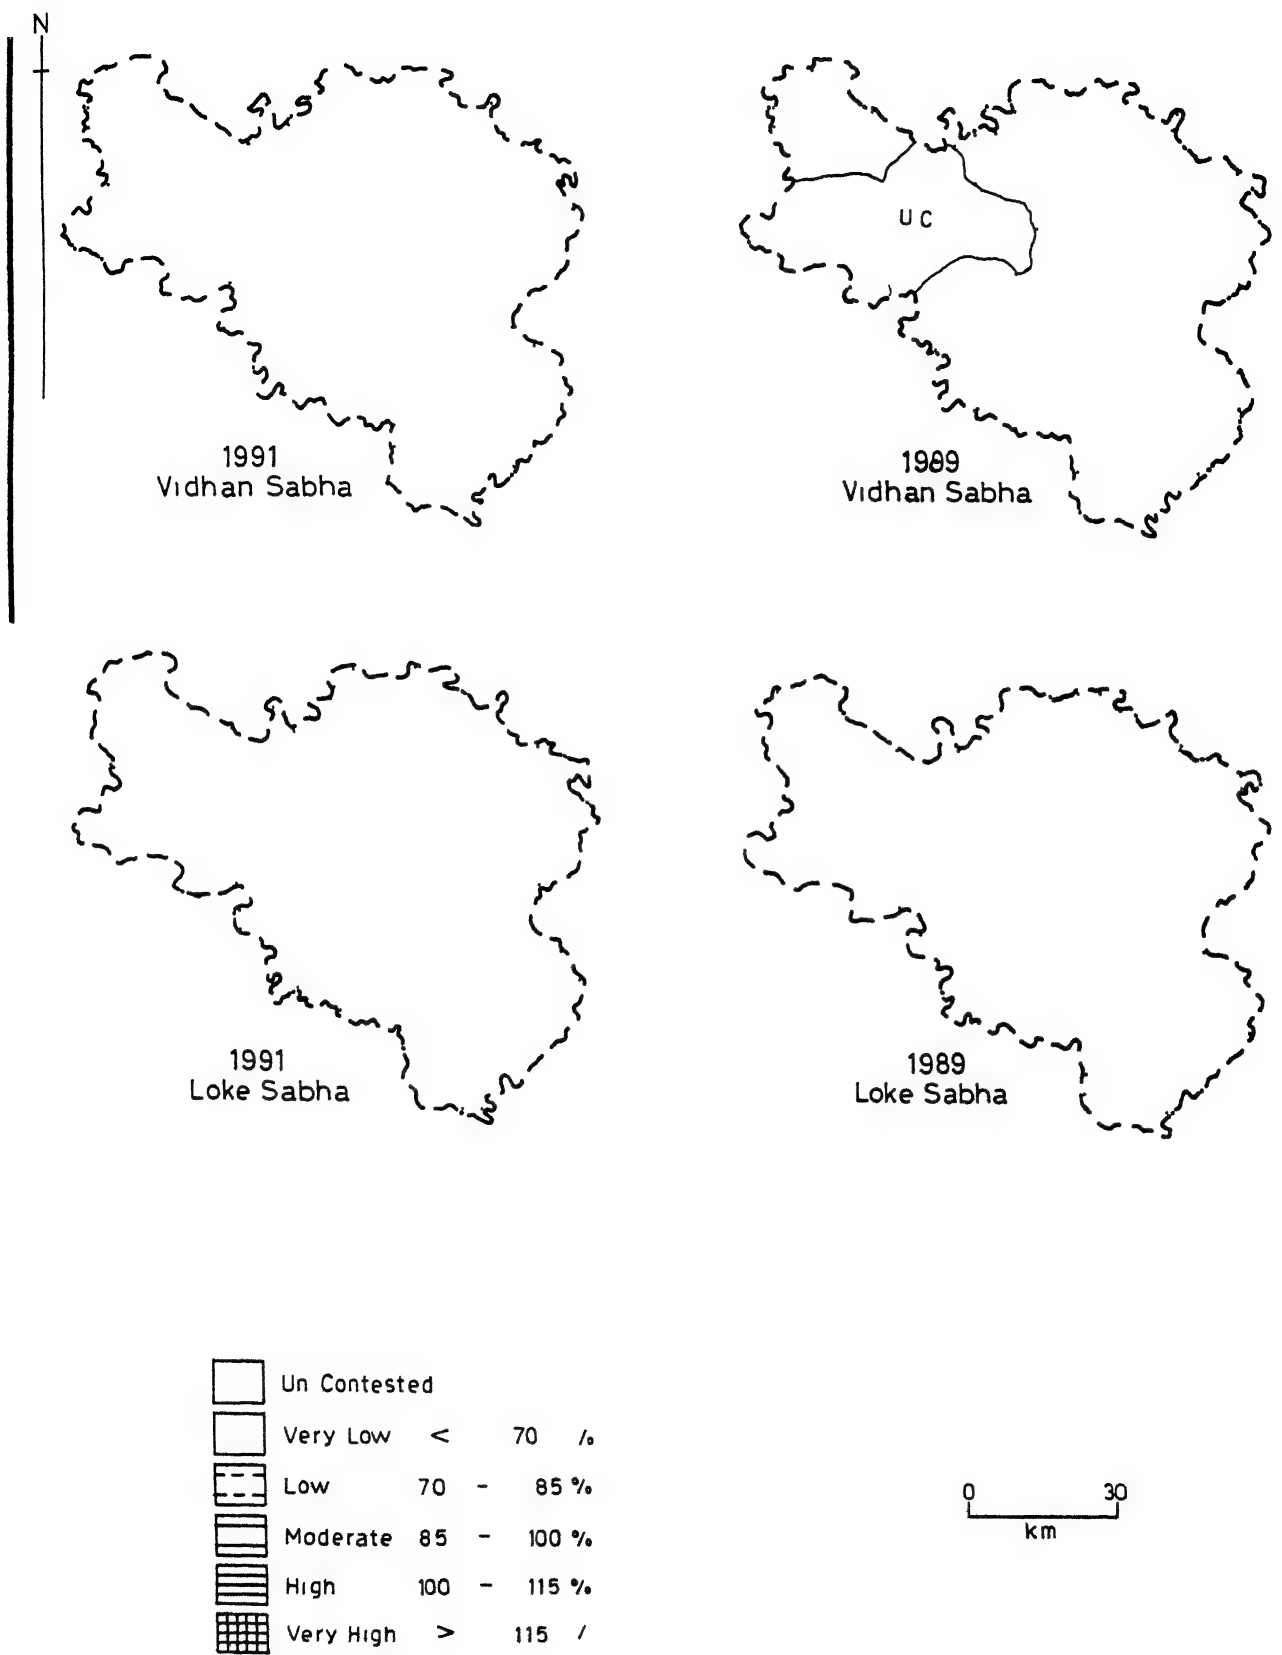 N
UC
1991
Vidhan Sabha
1989
Vidhan Sabha
1991
Loke Sabha
1989
Loke Sabha
Un Contested
Very Low < 70 %
Low 70 - 85 %
Moderate 85 - 100 %
High 100 - 115 %
Very High > 115 /
0 30
km